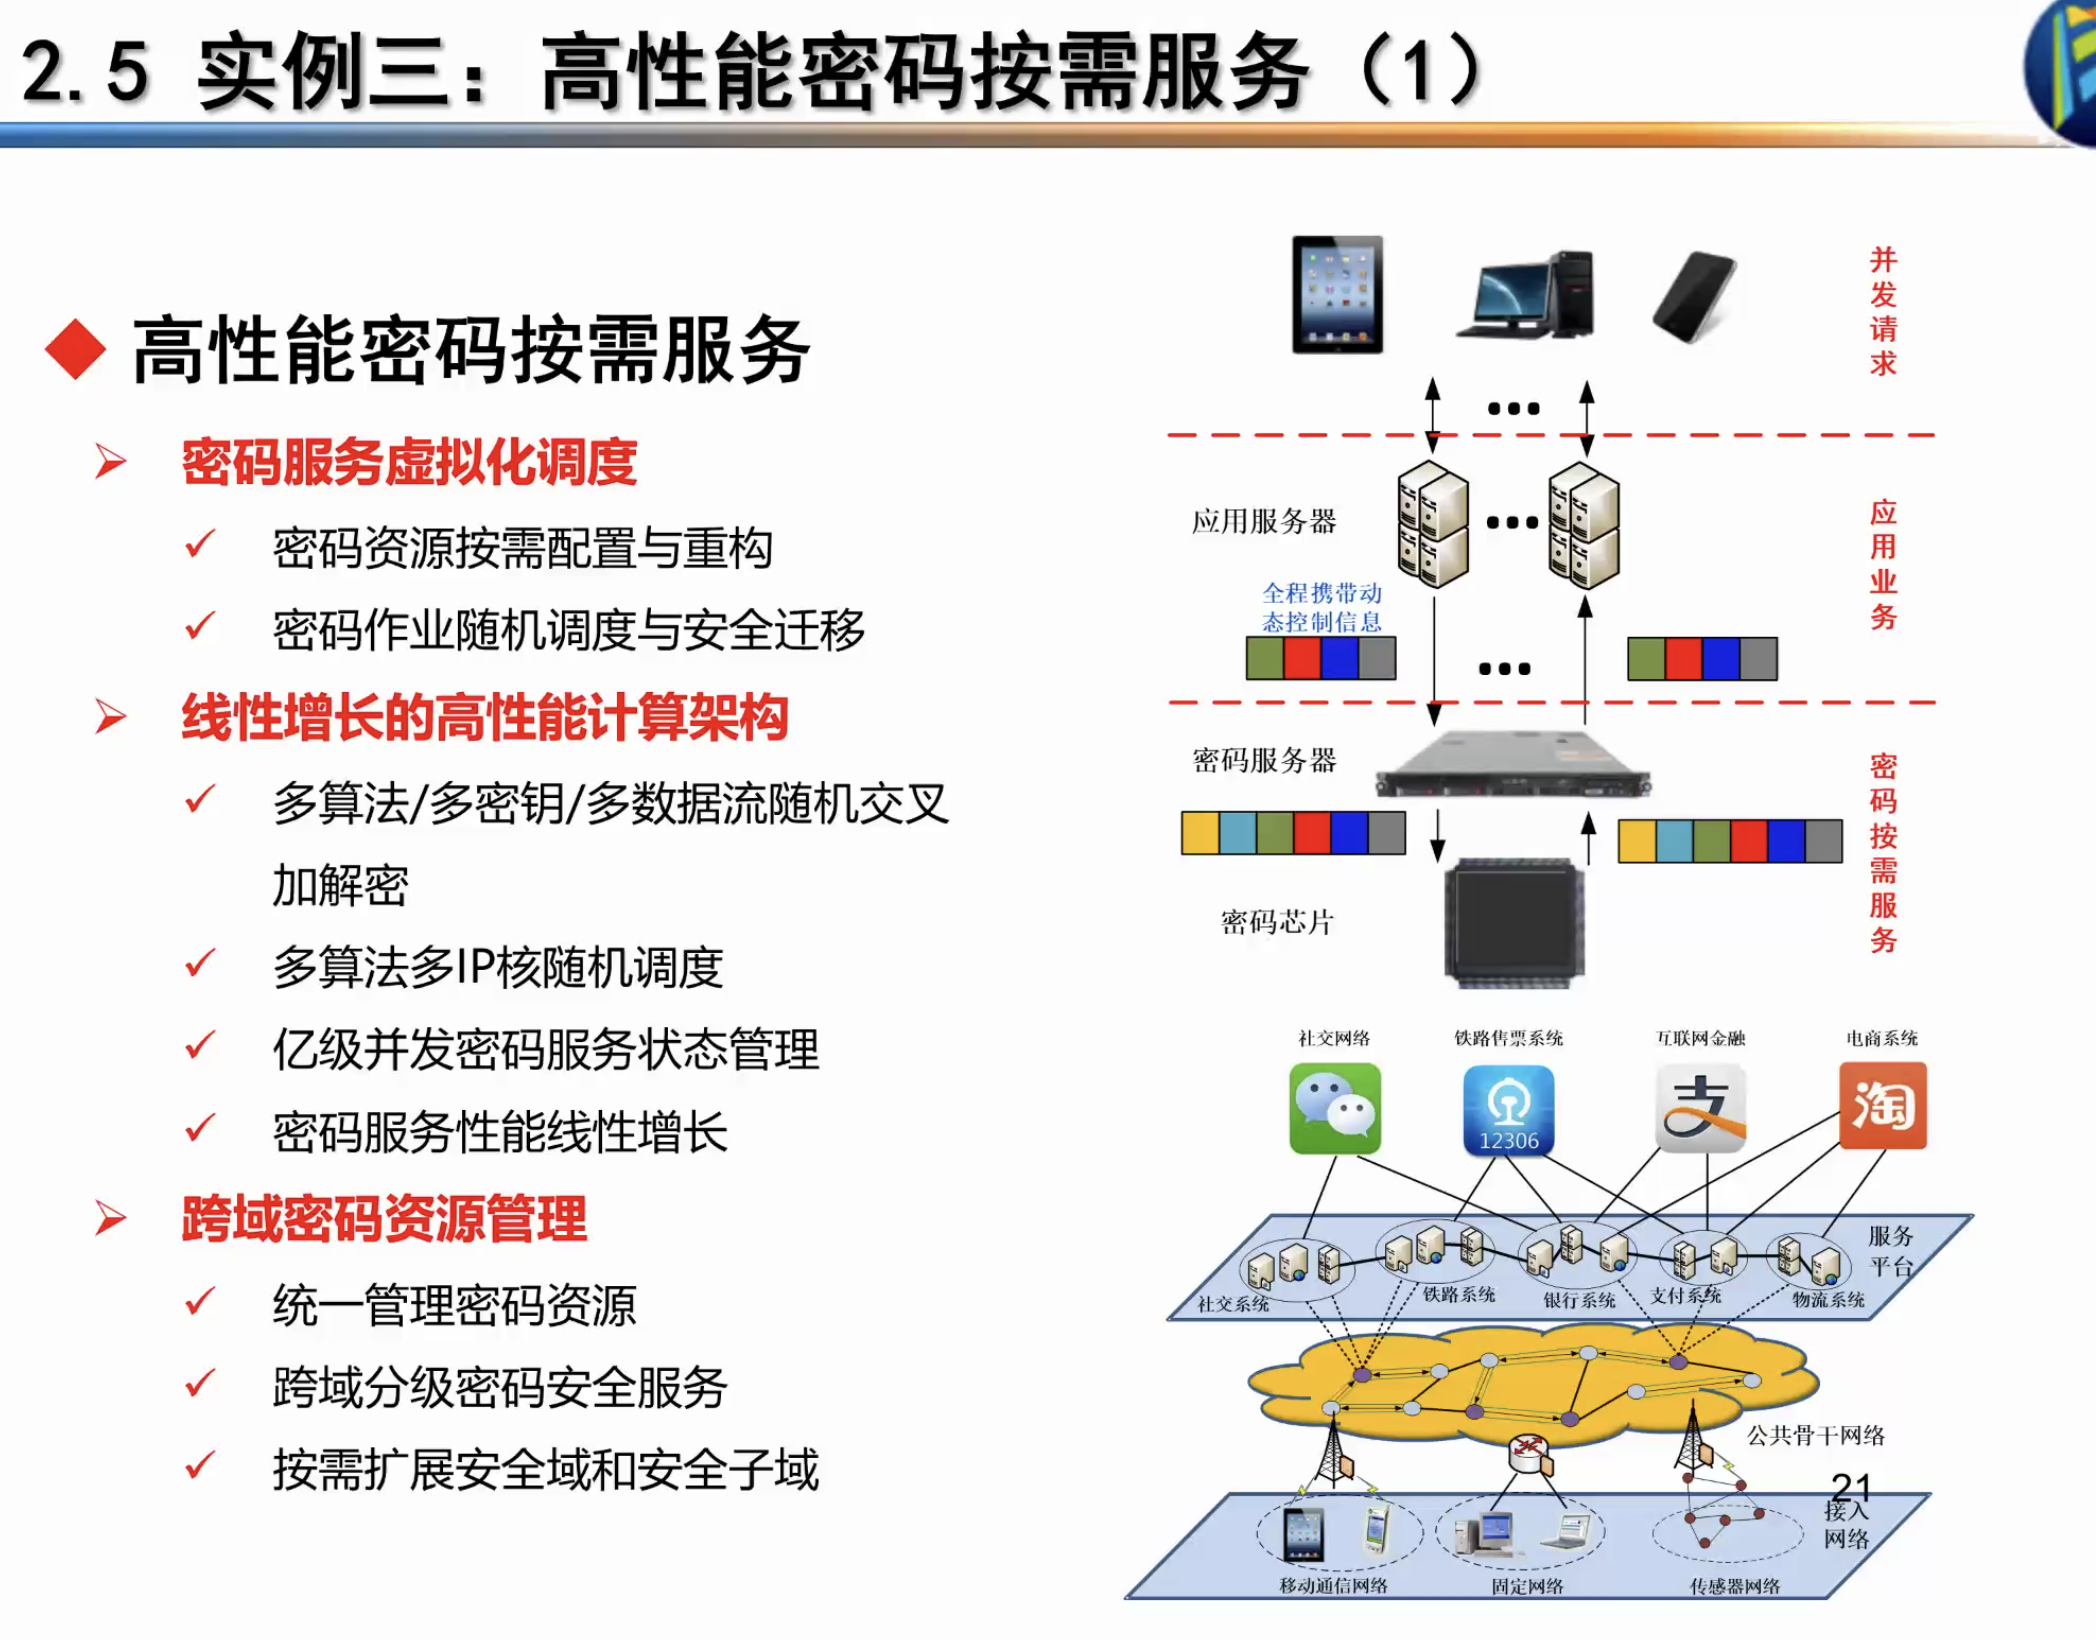 2.5 实例三：高性能密码按需服务（1）
高性能密码按需服务
密码服务虚拟化调度
密码资源按需配置与重构
密码作业随机调度与安全迁移
线性增长的高性能计算架构
多算法/多密钥/多数据流随机交叉
加解密
多算法多IP核随机调度
亿级并发密码服务状态管理
密码服务性能线性增长
跨域密码资源管理
统一管理密码资源
跨域分级密码安全服务
按需扩展安全域和安全子域
并发请求
应用服务器
应用业务
全程携带动
态控制信息
密码服务器
密码按需服务
密码芯片
社交网络
铁路售票系统
互联网金融
电商系统
12306
支
淘
服务
平台
社交系统
铁路系统
银行系统
支付系统
物流系统
公共骨干网络
21
接入
网络
移动通信网络
固定网络
传感器网络